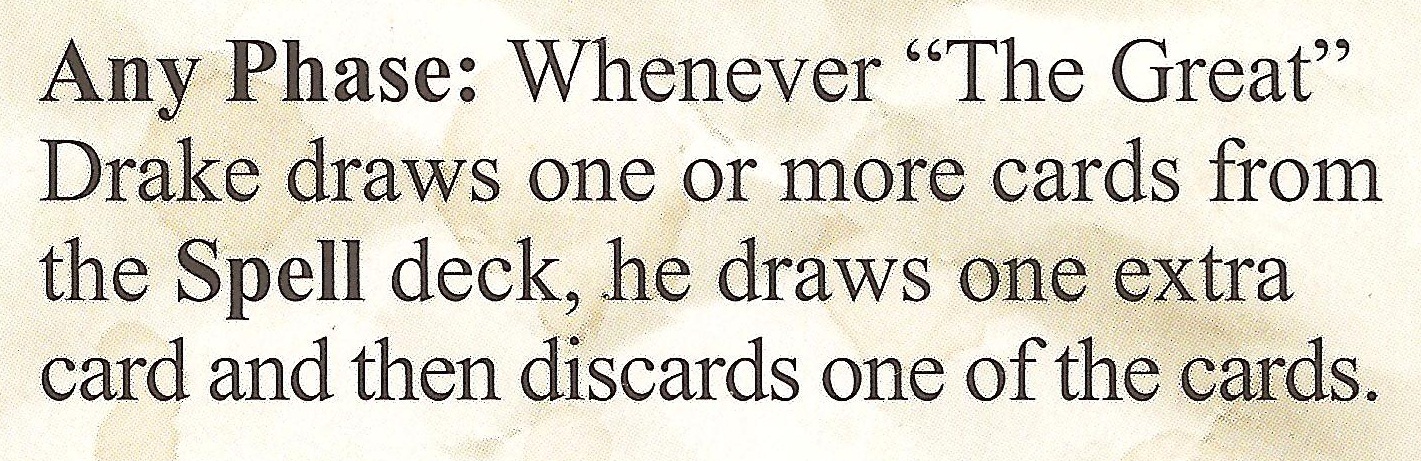 Any Phase: Whenever “The Great”
Drake draws one or more cards from
the Spell deck, he draws one extra
card and then discards one of the cards.